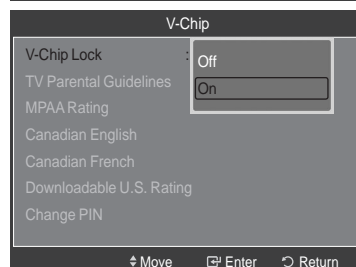 V-Chip
V-Chip Lock : Off
On
TV Parental Guidelines
MPAA Rating
Canadian English
Canadian French
Downloadable U.S. Rating
Change PIN
Move Enter Return